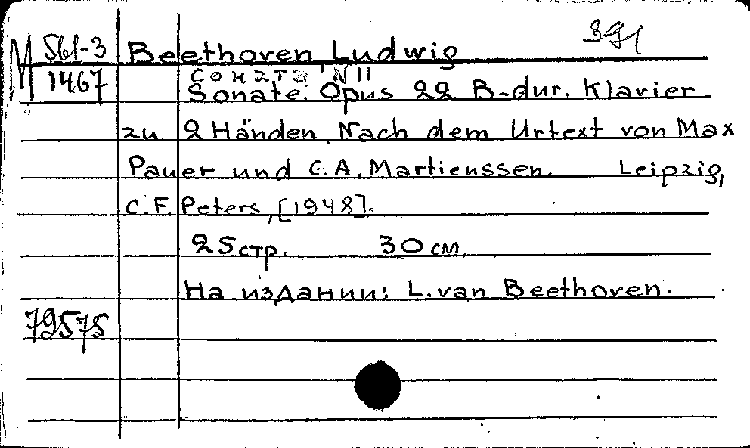 391
М 561-3
1467
Beethoven Ludwig
Соната N 11
Sonate. Opus 22 B-dur. Klavier
zu 2 Händen. Nach dem Urtext von Max
Pauer und C.A. Martienssen. Leipzig,
C.F. Peters, [1948].
25 стр. 30 см.
На издании: L. van Beethoven.
79575